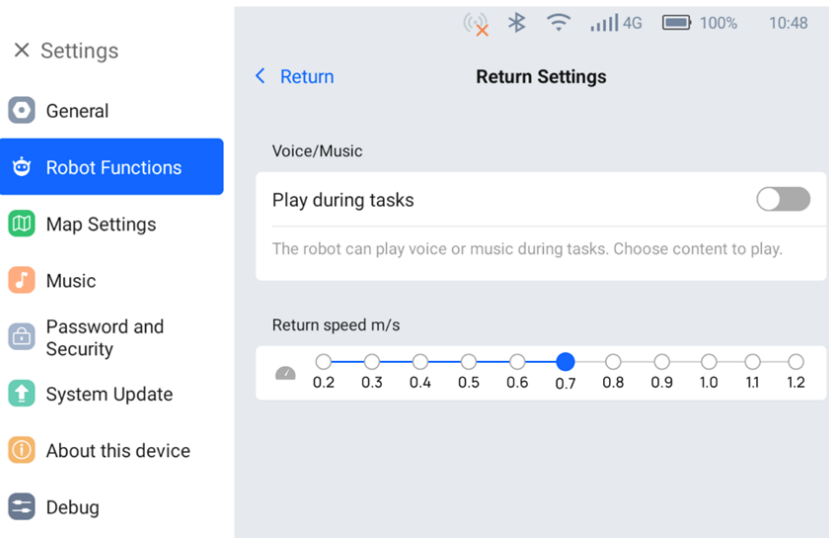 4G 100% 10:48
Settings
Return
Return Settings
General
Robot Functions
Map Settings
Music
Password and
Security
System Update
About this device
Debug
Voice/Music
Play during tasks
The robot can play voice or music during tasks. Choose content to play.
Return speed m/s
0.2 0.3 0.4 0.5 0.6 0.7 0.8 0.9 1.0 1.1 1.2